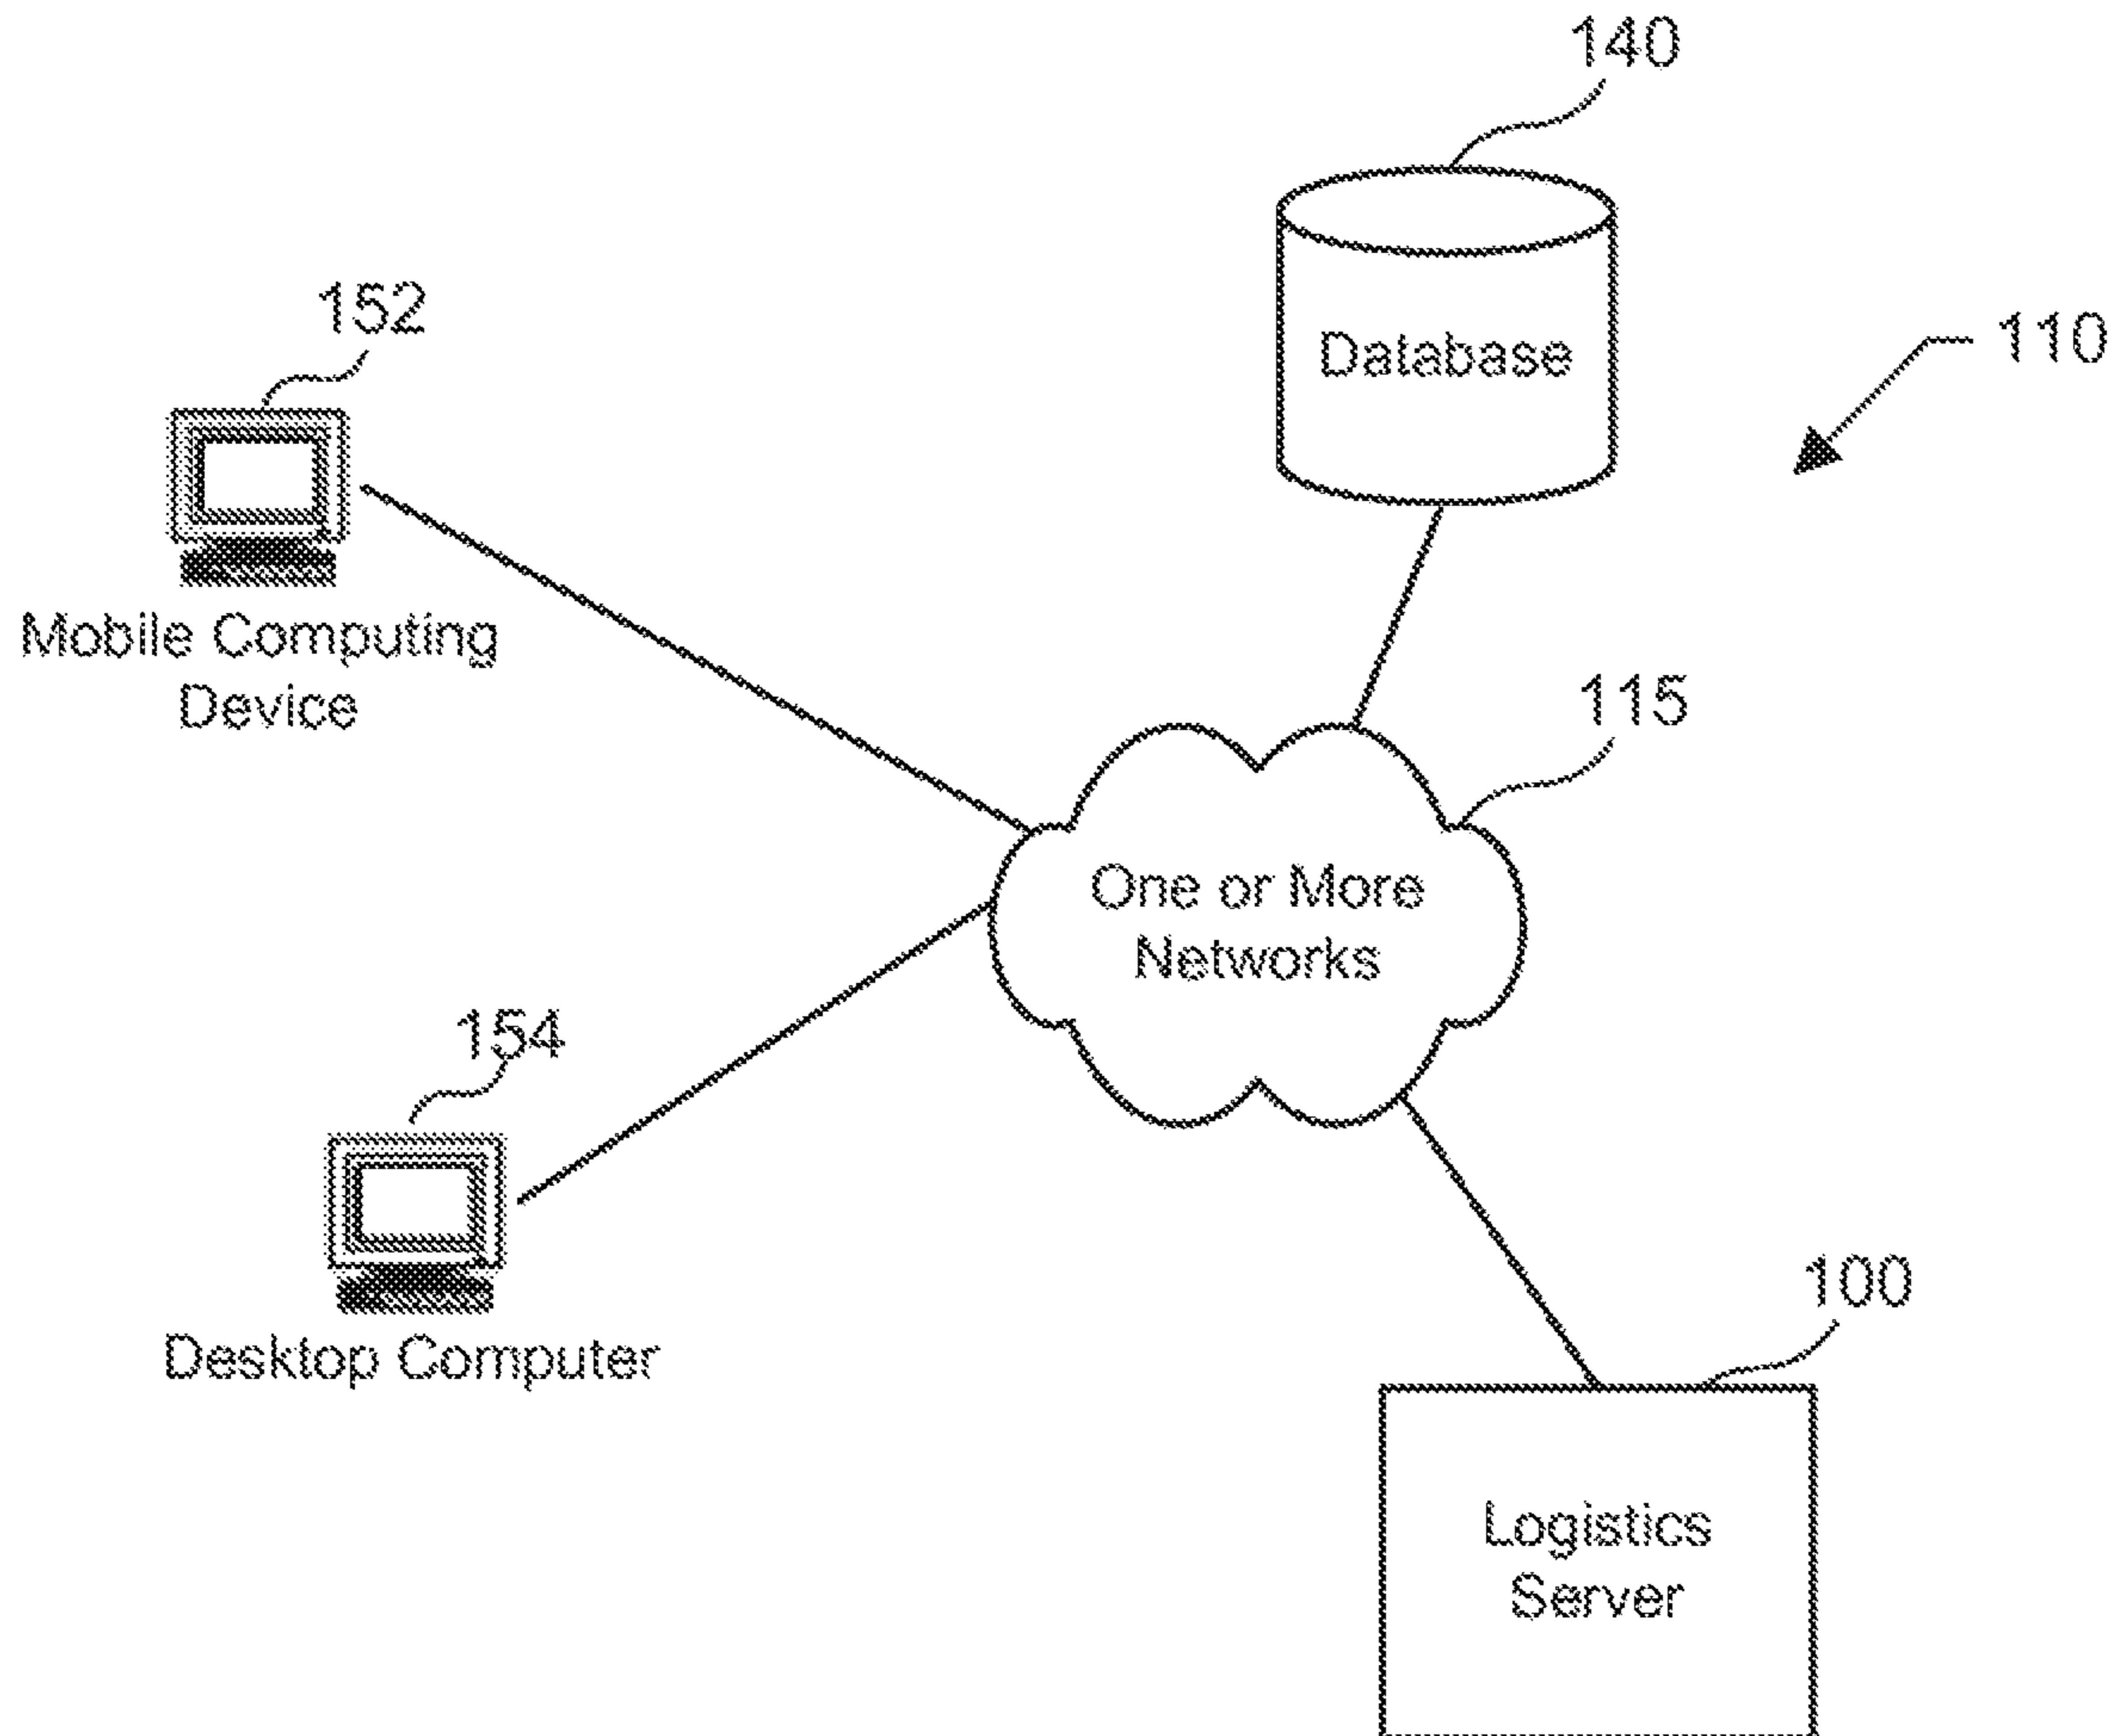 140
152
Database
110
Mobile Computing
Device
115
One or More
Networks
154
100
Desktop Computer
Logistics
Server